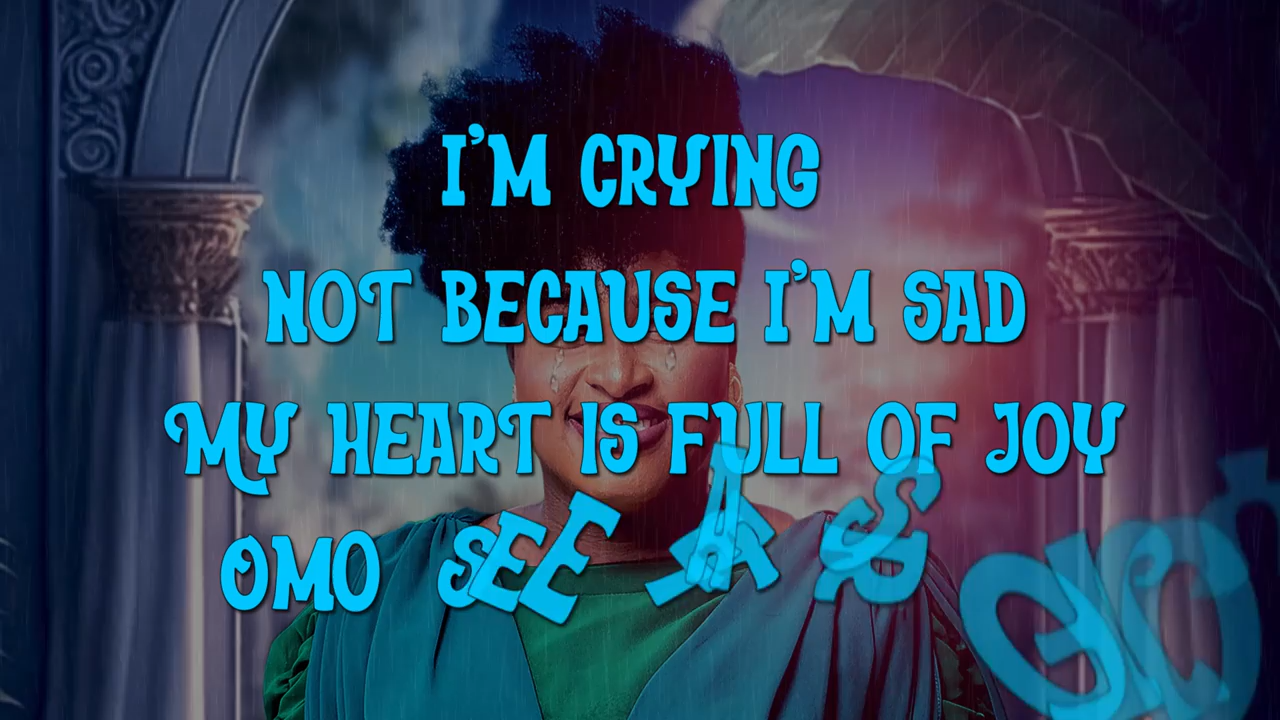 I'M CRYING
NOT BECAUSE I'M SAD
MY HEART IS FULL OF JOY
OMO SEE